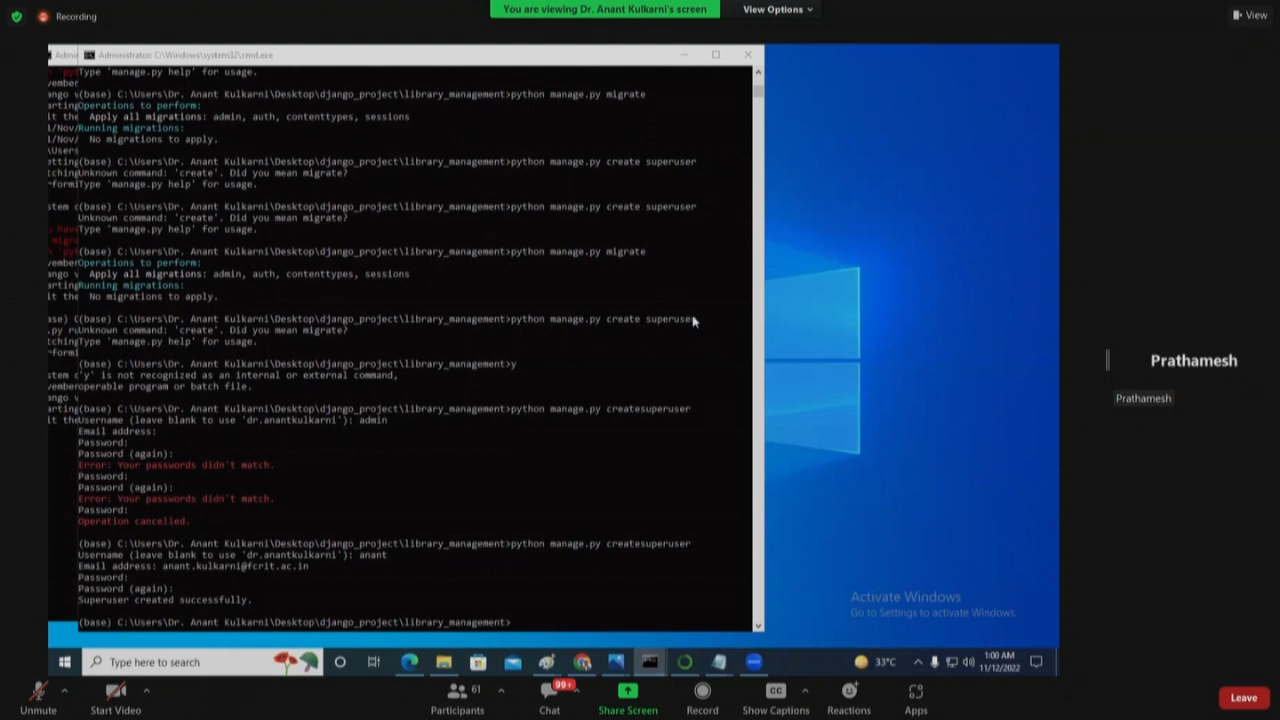 Recording
You are viewing Dr. Anant Kulkarni's screen
View Options
View
Administrator: C:\Windows\system32\cmd.exe
Type 'manage.py help' for usage.
(base) C:\Users\Dr. Anant Kulkarni\Desktop\django_project\library_management>python manage.py migrate
Operations to perform:
Apply all migrations: admin, auth, contenttypes, sessions
Running migrations:
No migrations to apply.
(base) C:\Users\Dr. Anant Kulkarni\Desktop\django_project\library_management>python manage.py create superuser
Unknown command: 'create'. Did you mean migrate?
Type 'manage.py help' for usage.
(base) C:\Users\Dr. Anant Kulkarni\Desktop\django_project\library_management>python manage.py create superuser
Unknown command: 'create'. Did you mean migrate?
Type 'manage.py help' for usage.
(base) C:\Users\Dr. Anant Kulkarni\Desktop\django_project\library_management>python manage.py migrate
Operations to perform:
Apply all migrations: admin, auth, contenttypes, sessions
Running migrations:
No migrations to apply.
(base) C:\Users\Dr. Anant Kulkarni\Desktop\django_project\library_management>python manage.py create superuser
Unknown command: 'create'. Did you mean migrate?
Type 'manage.py help' for usage.
(base) C:\Users\Dr. Anant Kulkarni\Desktop\django_project\library_management>y
'y' is not recognized as an internal or external command,
operable program or batch file.
(base) C:\Users\Dr. Anant Kulkarni\Desktop\django_project\library_management>python manage.py createsuperuser
Username (leave blank to use 'dr.anantkulkarni'): admin
Email address:
Password:
Password (again):
Error: Your passwords didn't match.
Password:
Password (again):
Error: Your passwords didn't match.
Password:
Operation cancelled.
(base) C:\Users\Dr. Anant Kulkarni\Desktop\django_project\library_management>python manage.py createsuperuser
Username (leave blank to use 'dr.anantkulkarni'): anant
Email address: anant.kulkarni@fcrit.ac.in
Password:
Password (again):
Superuser created successfully.
(base) C:\Users\Dr. Anant Kulkarni\Desktop\django_project\library_management>
Prathamesh
Prathamesh
Activate Windows
Go to Settings to activate Windows.
Type here to search
33°C
1:00 AM
11/12/2022
Unmute
Start Video
61
Participants
99+
Chat
Share Screen
Record
CC
Show Captions
Reactions
Apps
Leave